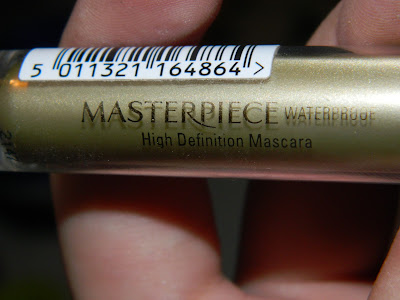 5 011321 164864 >
MASTERPIECE WATERPROOF
High Definition Mascara